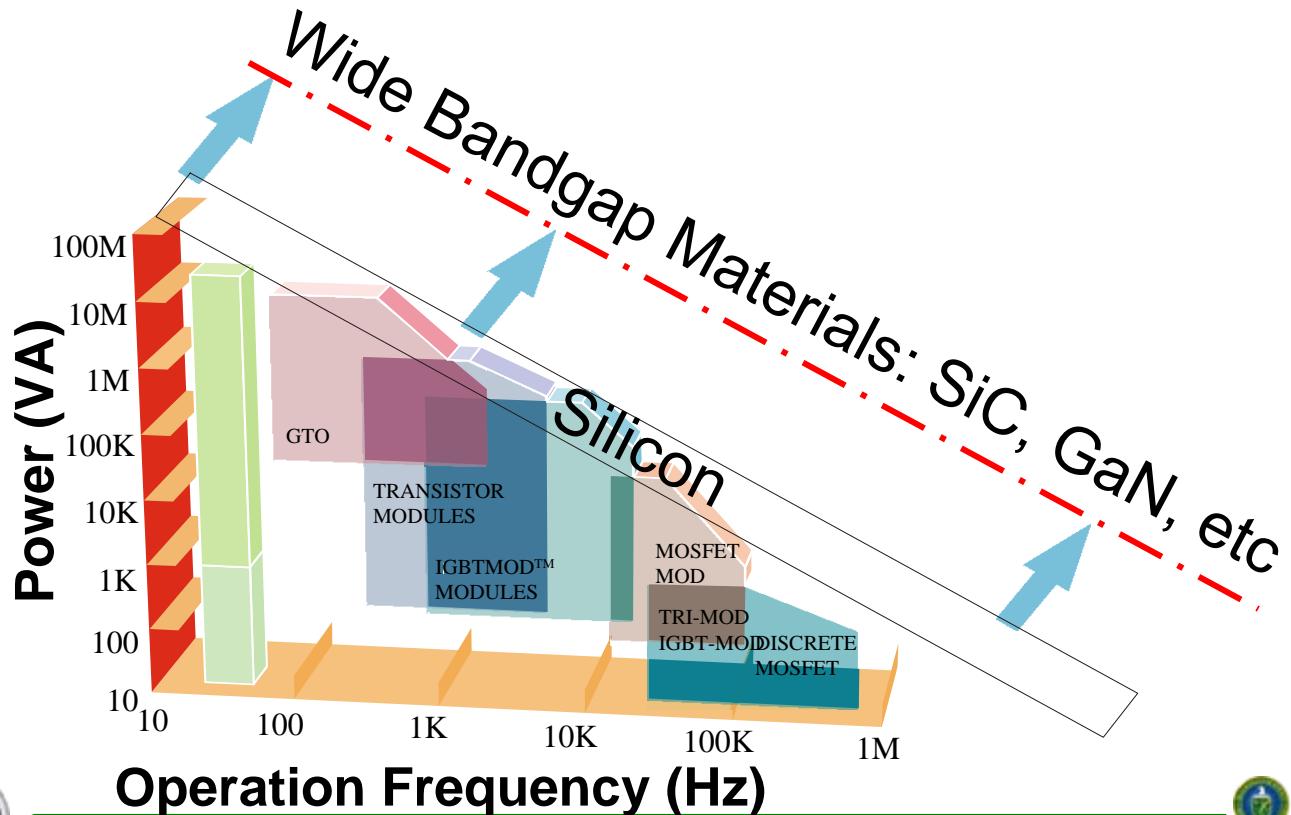 Wide Bandgap Materials: SiC, GaN, etc
Silicon
Power (VA)
100M
10M
1M
100K
10K
1K
100
10
GTO
TRANSISTOR
MODULES
IGBTMOD™
MODULES
MOSFET
MOD
TRI-MOD
IGBT-MOD
DISCRETE
MOSFET
10
100
1K
10K
100K
1M
Operation Frequency (Hz)